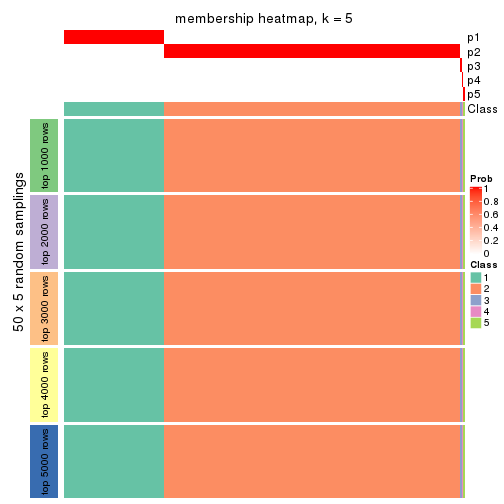 membership heatmap, k = 5
p1
p2
p3
p4
p5
Class
50 x 5 random samplings
top 1000 rows
top 2000 rows
top 3000 rows
top 4000 rows
top 5000 rows
Prob
1
0.8
0.6
0.4
0.2
0
Class
1
2
3
4
5